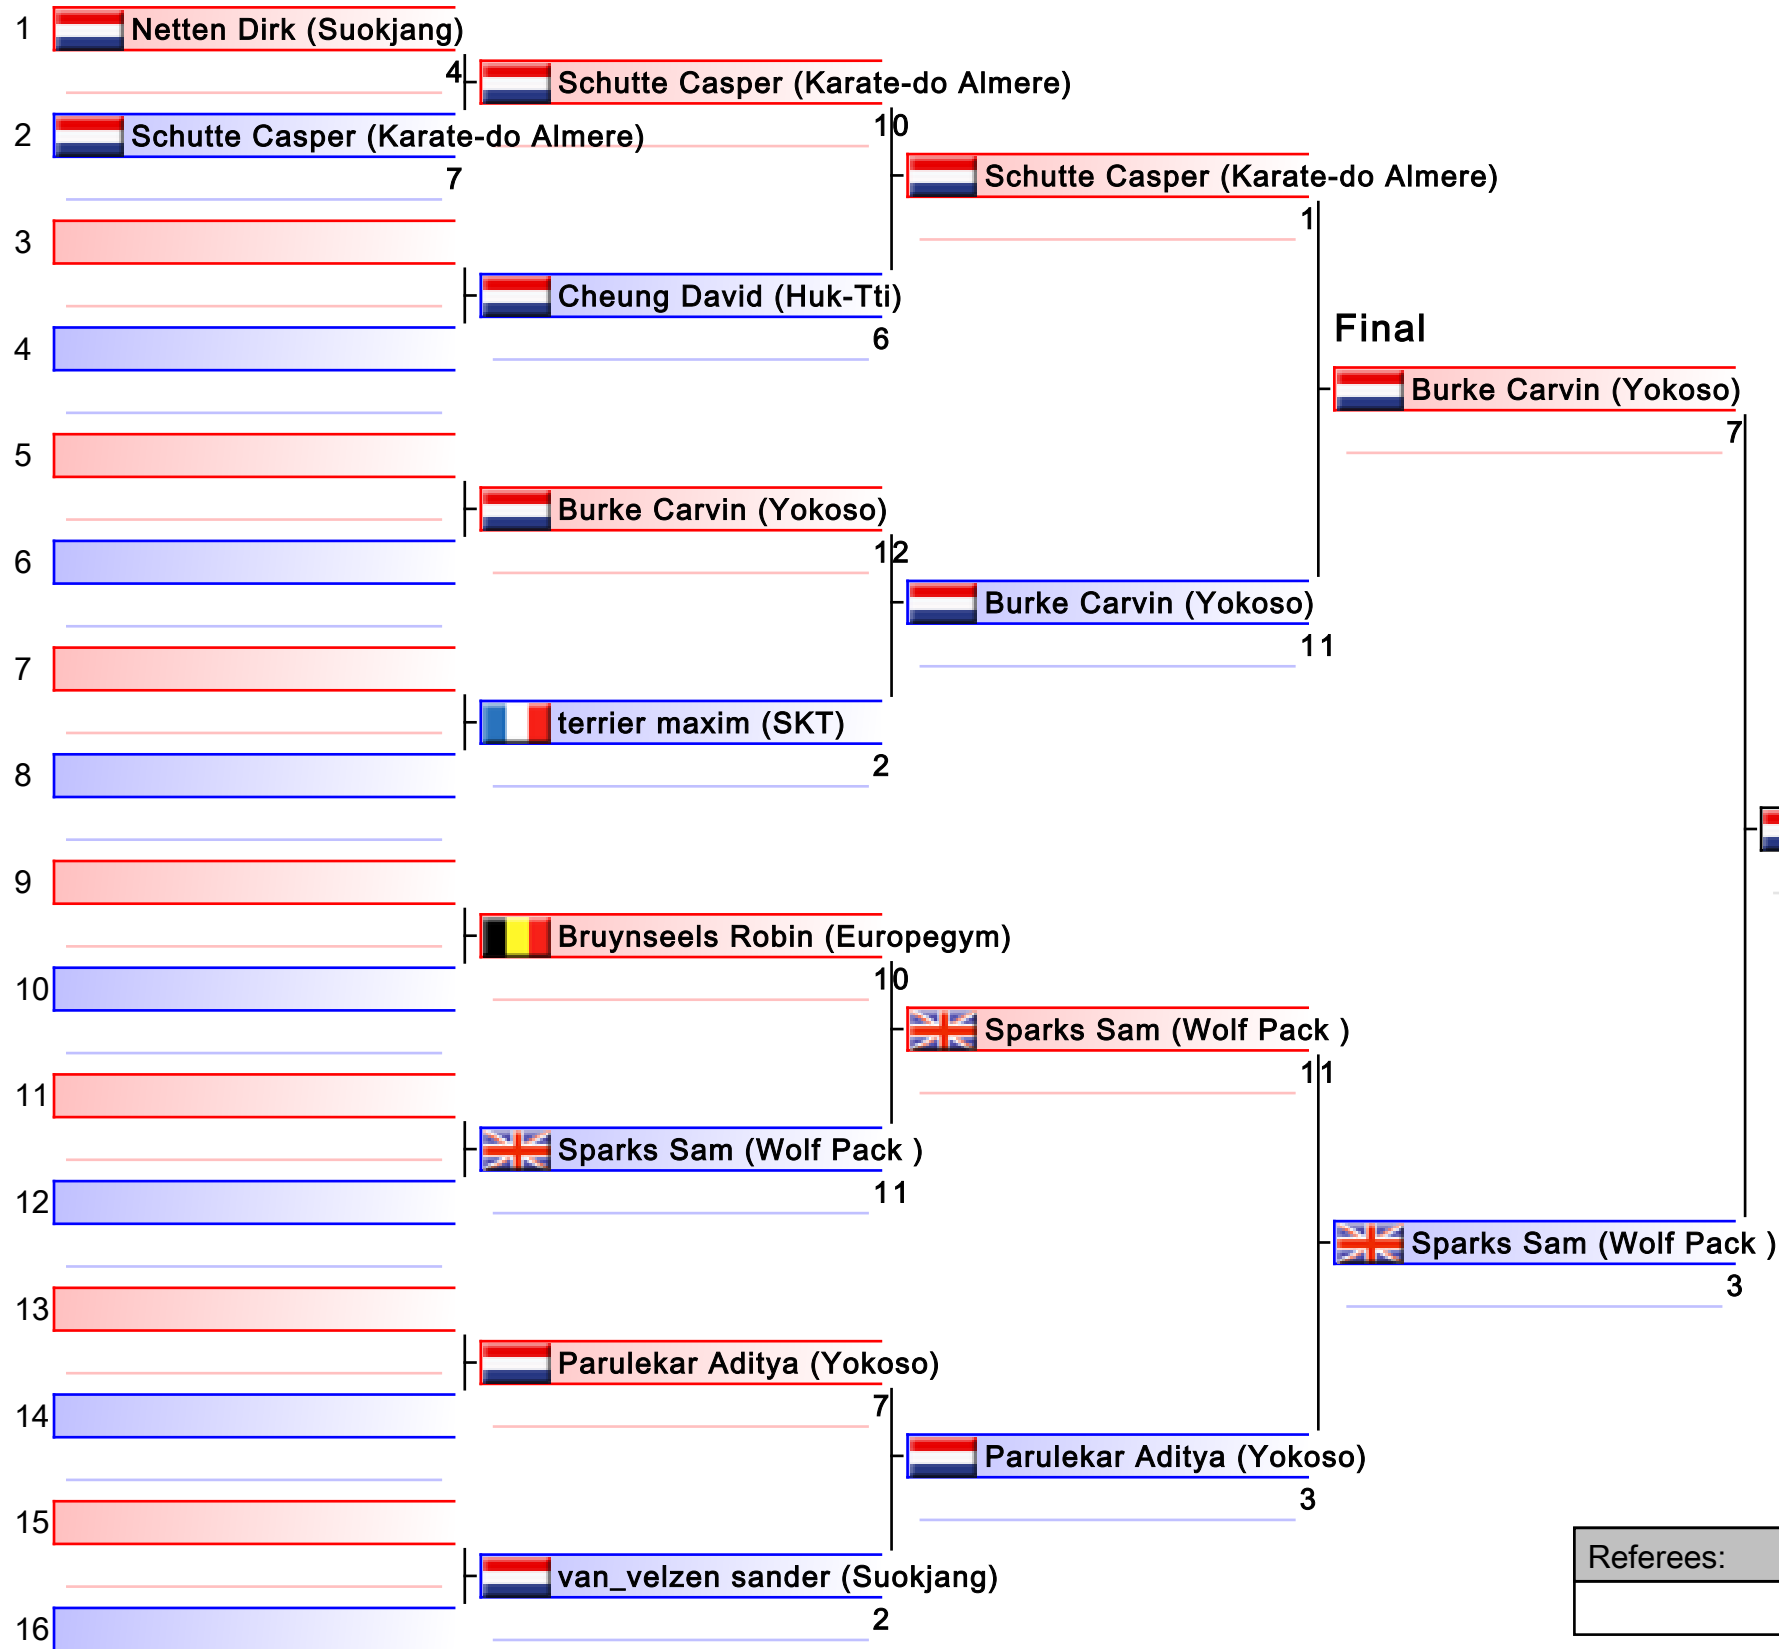 1 Netten Dirk (Suokjang)
4 Schutte Casper (Karate-do Almere)
2 Schutte Casper (Karate-do Almere) 10
7 Schutte Casper (Karate-do Almere)
3 1
Cheung David (Huk-Tti)
4 6 Final
Burke Carvin (Yokoso)
5 7
Burke Carvin (Yokoso)
6 12
Burke Carvin (Yokoso)
7 11
terrier maxim (SKT)
8 2
9
Bruynseels Robin (Europegym)
10 10
Sparks Sam (Wolf Pack )
11 11
Sparks Sam (Wolf Pack )
12 11
Sparks Sam (Wolf Pack )
13 3
Parulekar Aditya (Yokoso)
14 7
Parulekar Aditya (Yokoso)
15 3
Referees:
van_velzen sander (Suokjang)
16 2